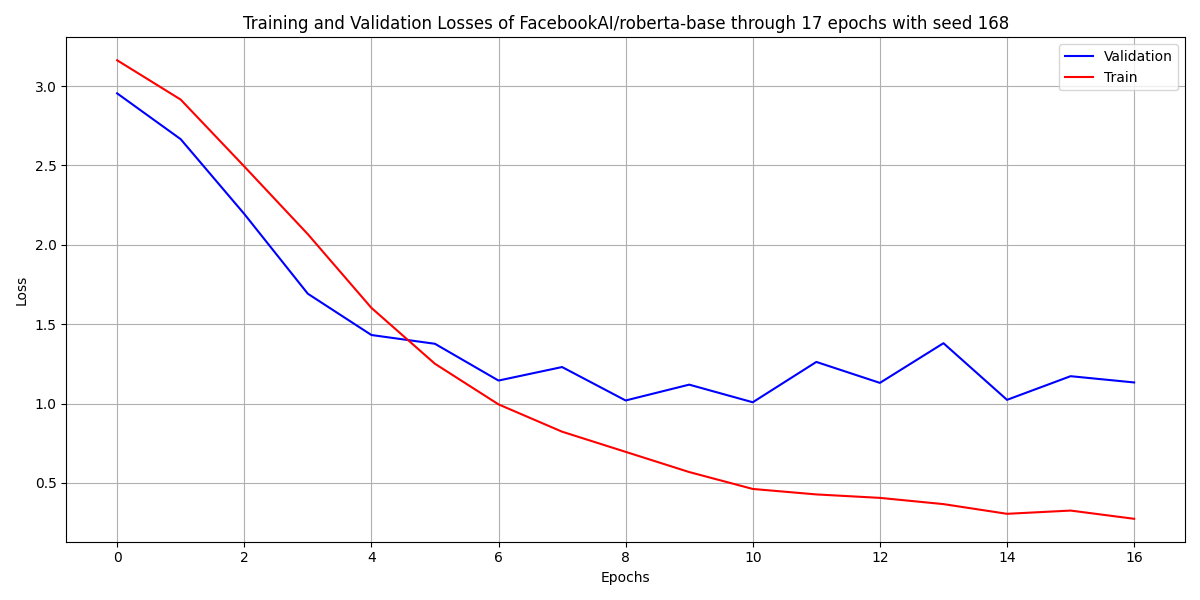 Training and Validation Losses of FacebookAI/roberta-base through 17 epochs with seed 168
Validation
Train
3.0
2.5
2.0
1.5
1.0
0.5
Loss
0 2 4 6 8 10 12 14 16
Epochs